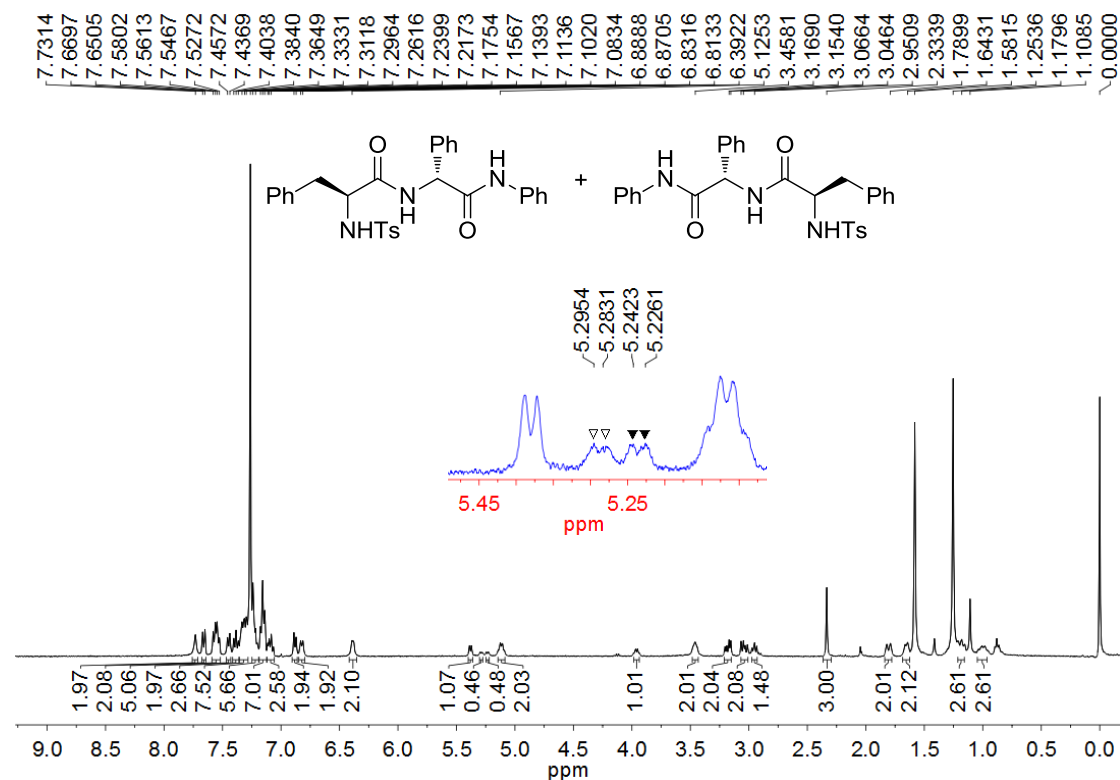 7.7314 7.6697 7.6505 7.5802 7.5613 7.5467 7.5272 7.4572 7.4369 7.4038 7.3840 7.3649 7.3331 7.3118 7.2964 7.2616 7.2399 7.2173 7.1754 7.1567 7.1393 7.1136 7.1020 7.0834 6.8888 6.8705 6.8316 6.8133 6.3922 5.1253 3.4581 3.1690 3.1540 3.0664 3.0464 2.9509 2.3339 1.7899 1.6431 1.5815 1.2536 1.1796 1.1085 0.0000
Ph O N H Ph H N O Ph NHTs
+
Ph H N O Ph N H O Ph NHTs
5.2954 5.2831 5.2423 5.2261
5.45 5.25
ppm
1.97 2.08 5.06 1.97 2.66 7.52 5.66 7.01 2.58 1.94 1.92 2.10 1.07 0.46 0.48 2.03 1.01 2.01 2.04 2.08 1.48 3.00 2.01 2.12 2.61 2.61
9.0 8.5 8.0 7.5 7.0 6.5 6.0 5.5 5.0 4.5 4.0 3.5 3.0 2.5 2.0 1.5 1.0 0.5 0.0
ppm